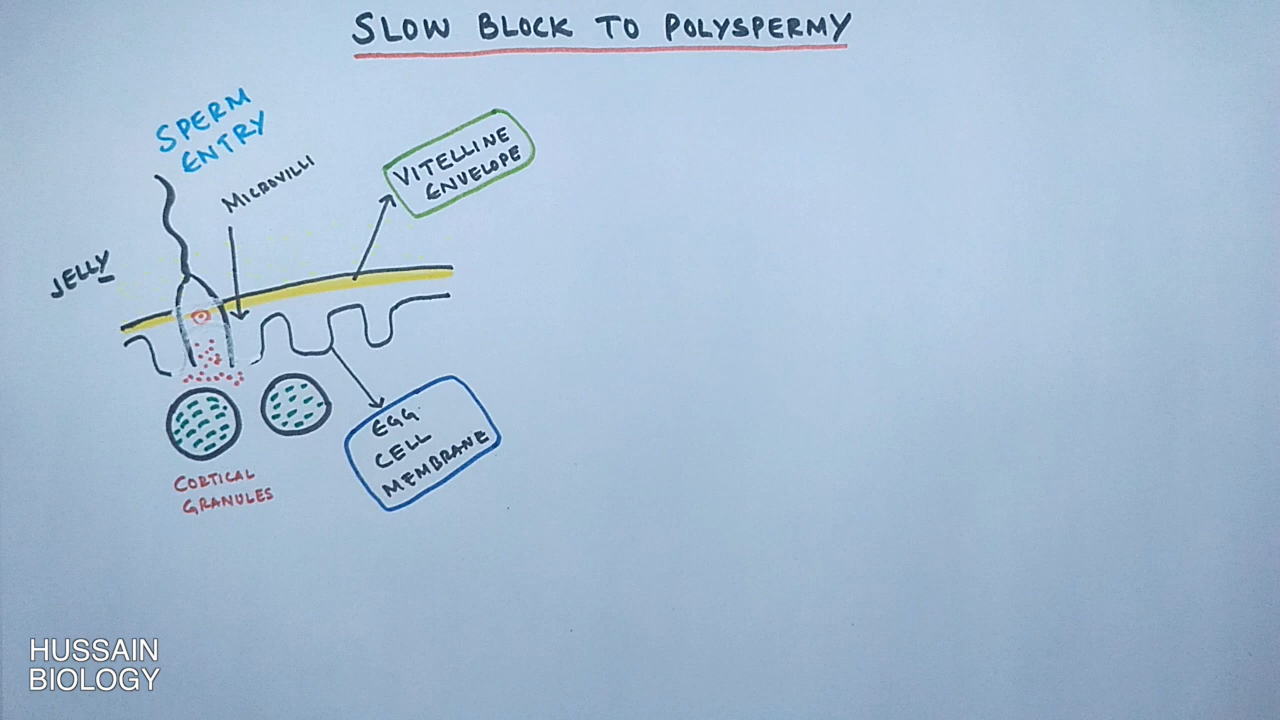 SLOW BLOCK TO POLYSPERMY
SPERM
ENTRY
MICROVILLI
VITELLINE
ENVELOPE
JELLY
EGG
CELL
MEMBRANE
CORTICAL
GRANULES
HUSSAIN
BIOLOGY